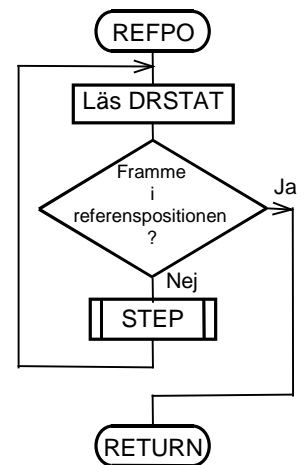 REFPO
Läs DRSTAT
Framme
i
referenspositionen
?
Ja
Nej
STEP
RETURN